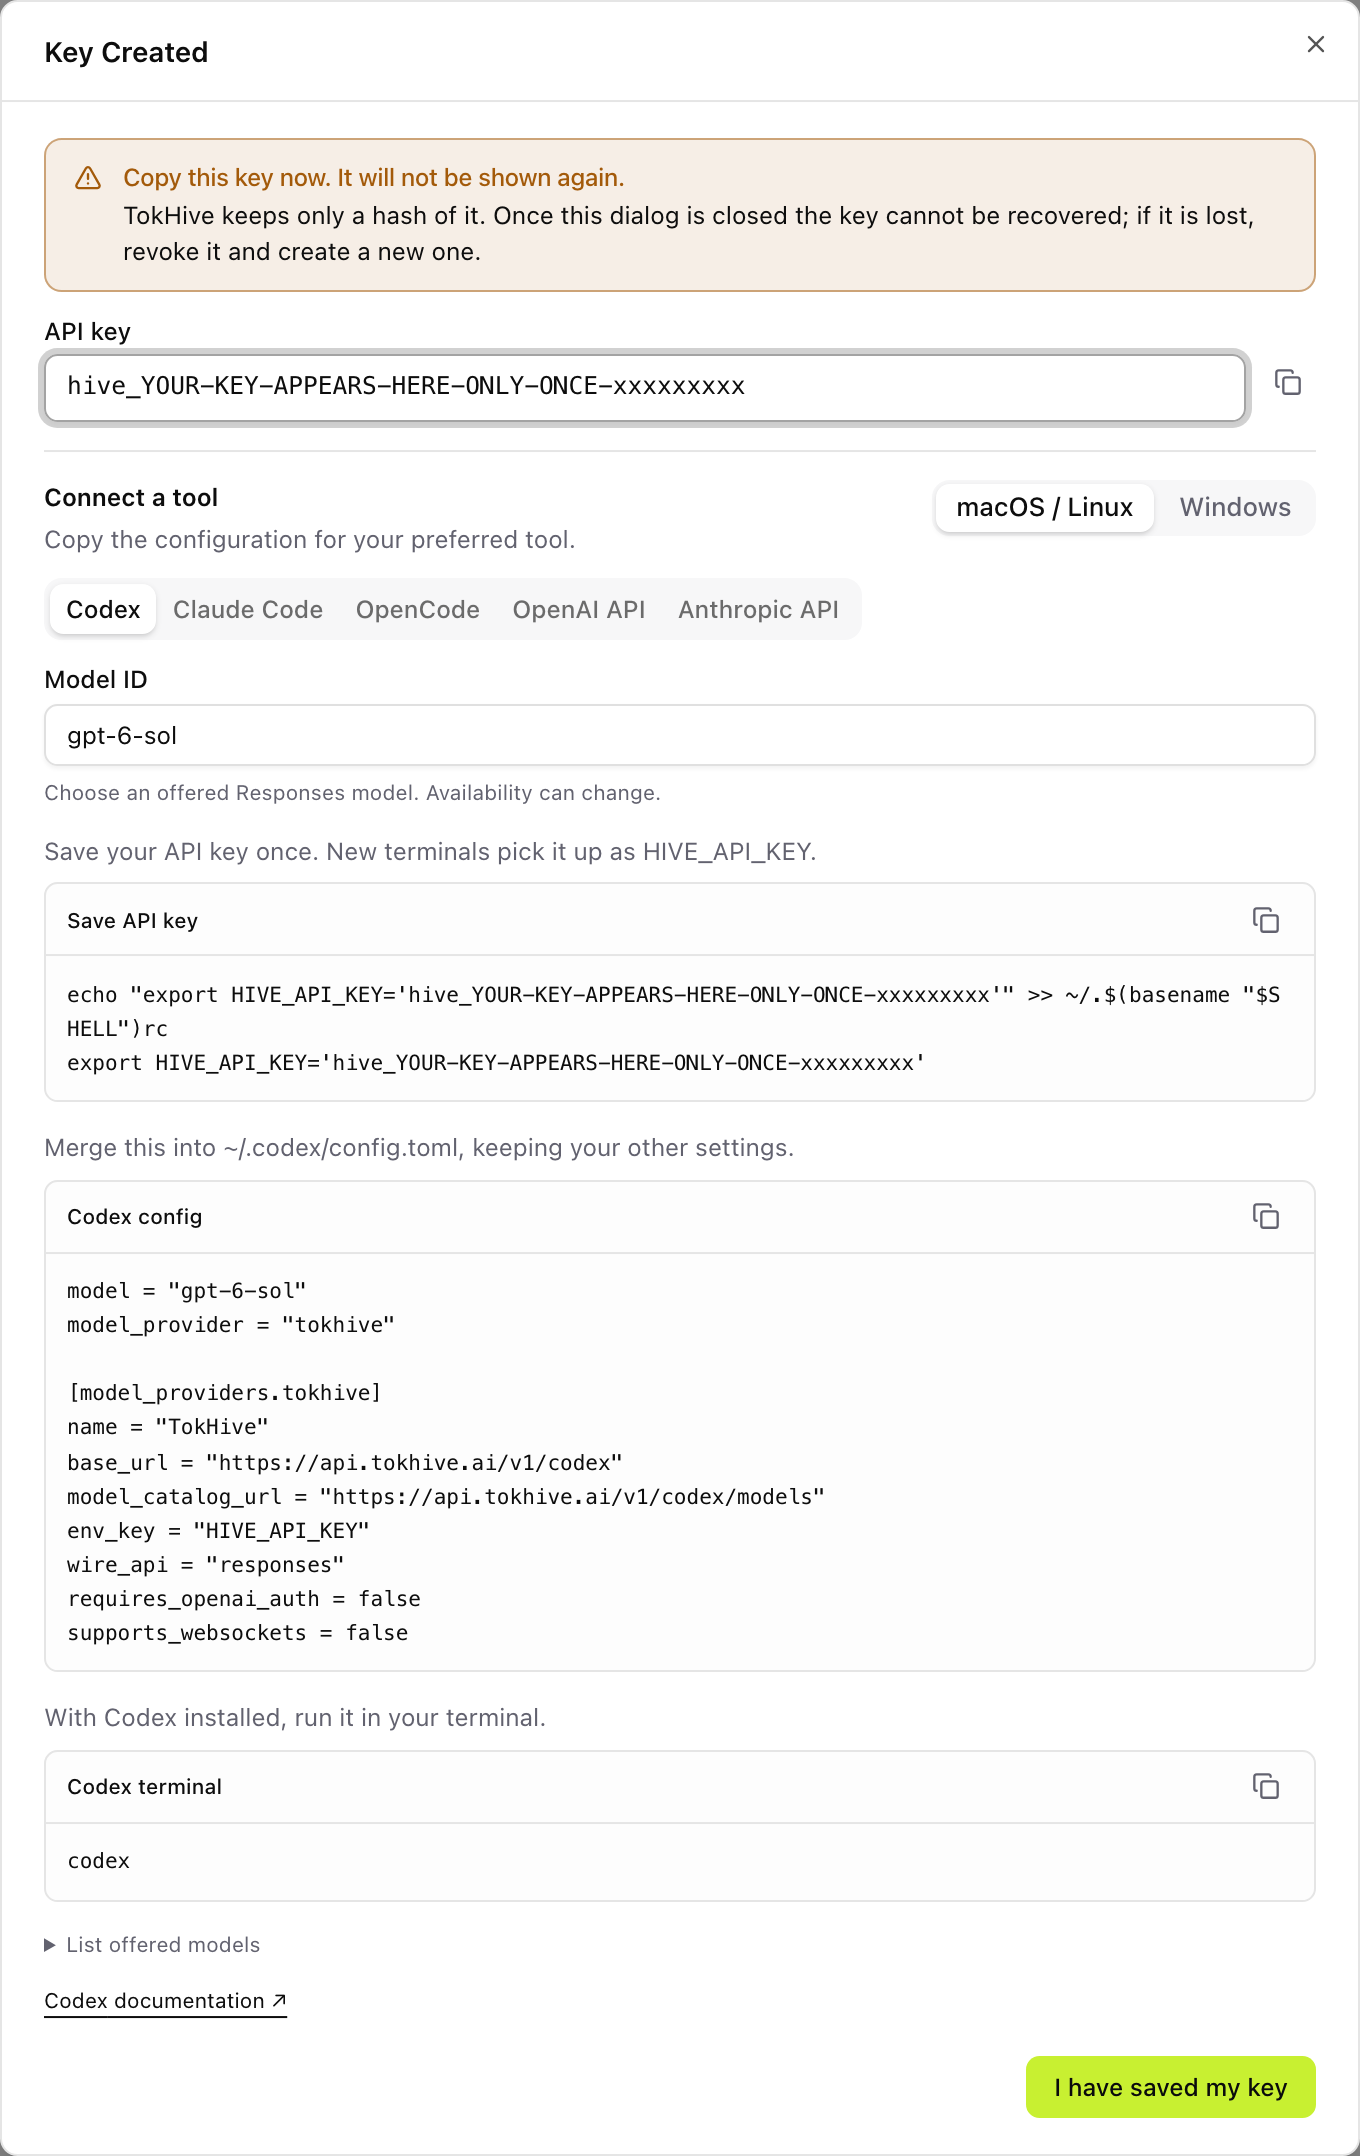 Key Created
Copy this key now. It will not be shown again.
TokHive keeps only a hash of it. Once this dialog is closed the key cannot be recovered; if it is lost,
revoke it and create a new one.
API key
hive_YOUR-KEY-APPEARS-HERE-ONLY-ONCE-xxxxxxxxx
Connect a tool
macOS / Linux Windows
Copy the configuration for your preferred tool.
Codex Claude Code OpenCode OpenAI API Anthropic API
Model ID
gpt-6-sol
Choose an offered Responses model. Availability can change.
Save your API key once. New terminals pick it up as HIVE_API_KEY.
Save API key
echo "export HIVE_API_KEY='hive_YOUR-KEY-APPEARS-HERE-ONLY-ONCE-xxxxxxxxx'" >> ~/.$(basename "$S
HELL")rc
export HIVE_API_KEY='hive_YOUR-KEY-APPEARS-HERE-ONLY-ONCE-xxxxxxxxx'
Merge this into ~/.codex/config.toml, keeping your other settings.
Codex config
model = "gpt-6-sol"
model_provider = "tokhive"
[model_providers.tokhive]
name = "TokHive"
base_url = "https://api.tokhive.ai/v1/codex"
model_catalog_url = "https://api.tokhive.ai/v1/codex/models"
env_key = "HIVE_API_KEY"
wire_api = "responses"
requires_openai_auth = false
supports_websockets = false
With Codex installed, run it in your terminal.
Codex terminal
codex
List offered models
Codex documentation ↗
I have saved my key